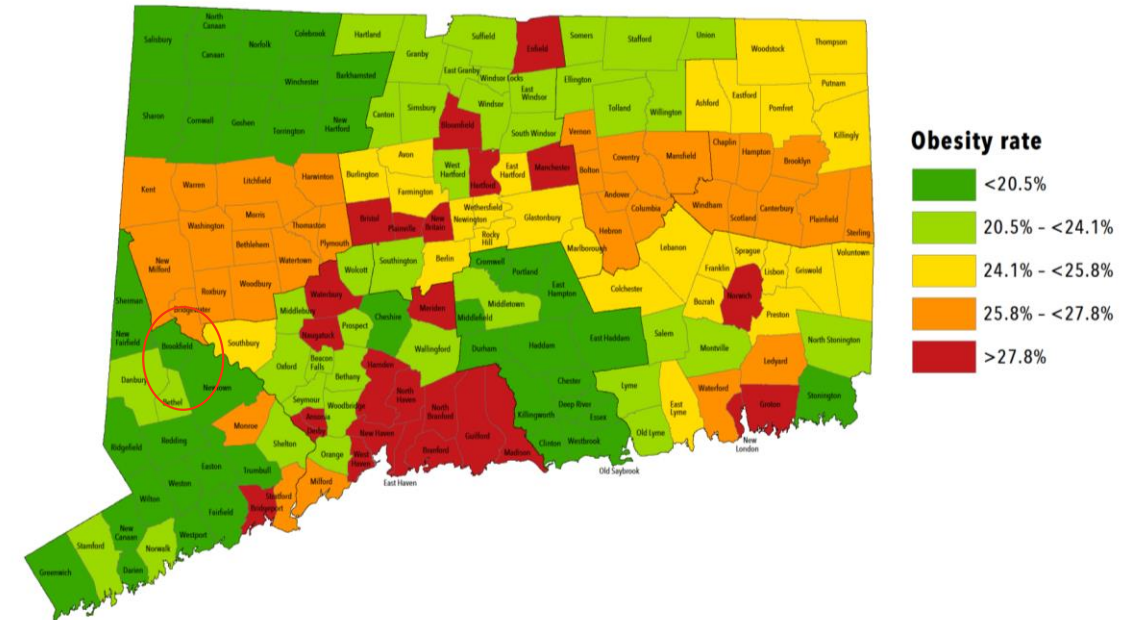 North
Canaan
Salisbury
Canaan
Norfolk
Colebrook
Hartland
Granby
Suffield
Enfield
Somers
Stafford
Union
Woodstock
Thompson
Winchester
Barkhamsted
East Granby
Windsor Locks
East
Windsor
Ellington
Putnam
Sharon
Cornwall
Goshen
Torrington
New
Hartford
Canton
Simsbury
Windsor
Bloomfield
South Windsor
Tolland
Willington
Ashford
Eastford
Pomfret
Killingly
Kent
Warren
Litchfield
Harwinton
Burlington
Avon
West
Hartford
Hartford
East
Hartford
Manchester
Vernon
Bolton
Coventry
Mansfield
Chaplin
Hampton
Brooklyn
Washington
Morris
Thomaston
Farmington
Bristol
Plainville
New
Britain
Wethersfield
Newington
Glastonbury
Andover
Columbia
Windham
Scotland
Canterbury
Plainfield
Sterling
New
Milford
Bethlehem
Watertown
Plymouth
Rocky
Hill
Hebron
Marlborough
Lebanon
Sprague
Voluntown
Roxbury
Woodbury
Wolcott
Southington
Berlin
Cromwell
Portland
East
Hampton
Colchester
Franklin
Lisbon
Griswold
Sherman
Bridgewater
Middlebury
Waterbury
Cheshire
Meriden
Middlefield
Middletown
Bozrah
Norwich
Preston
New
Fairfield
Brookfield
Southbury
Naugatuck
Prospect
Wallingford
Durham
Haddam
East Haddam
Salem
Montville
North Stonington
Danbury
Bethel
Newtown
Oxford
Beacon
Falls
Bethany
Hamden
North
Haven
North
Branford
Guilford
Madison
Killingworth
Chester
Deep River
Essex
Lyme
East
Lyme
Waterford
Ledyard
Groton
Stonington
Ridgefield
Redding
Monroe
Seymour
Woodbridge
Ansonia
Derby
New Haven
Branford
Clinton
Westbrook
Old Lyme
New
London
Old Saybrook
Easton
Trumbull
Shelton
Orange
West
Haven
East Haven
Weston
Wilton
Fairfield
Bridgeport
Stratford
Milford
New
Canaan
Westport
Stamford
Norwalk
Darien
Greenwich
Obesity rate
<20.5%
20.5% - <24.1%
24.1% - <25.8%
25.8% - <27.8%
>27.8%